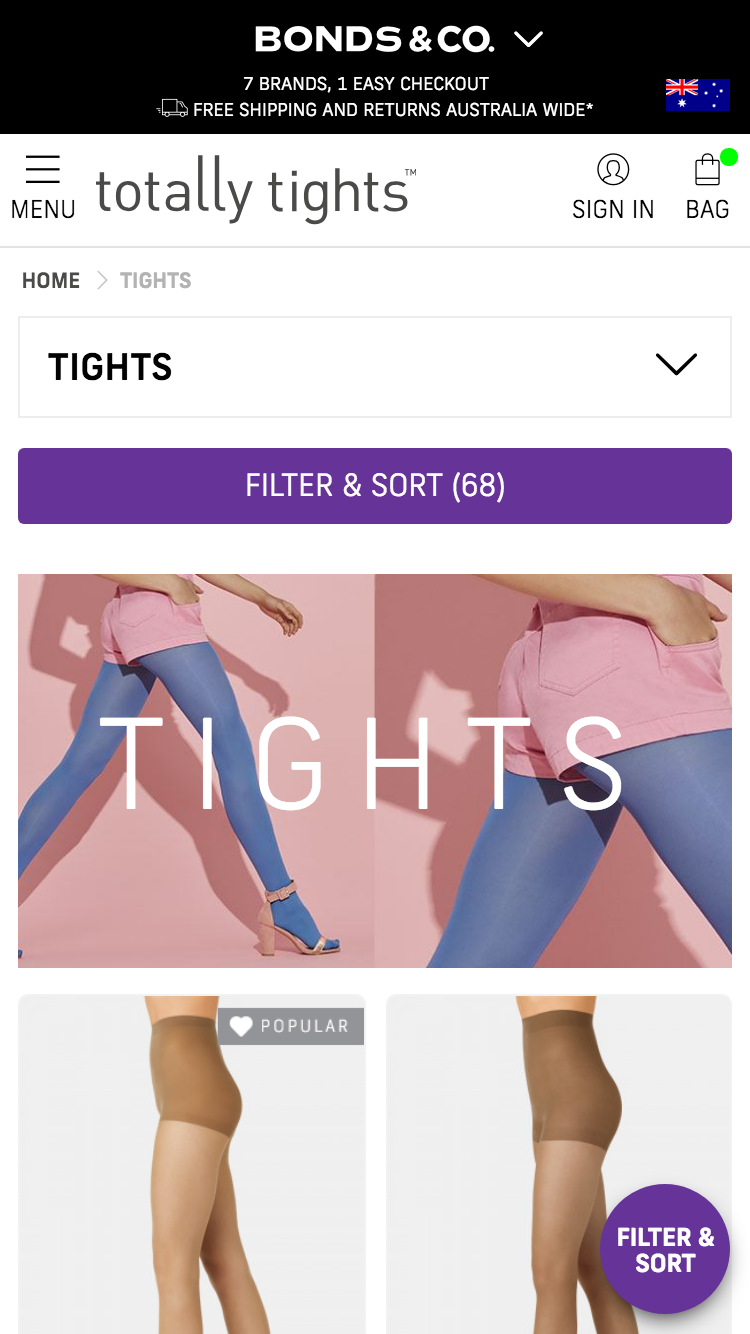 BONDS & CO.
7 BRANDS, 1 EASY CHECKOUT
FREE SHIPPING AND RETURNS AUSTRALIA WIDE*
MENU
totally tights™
SIGN IN
BAG
HOME
TIGHTS
TIGHTS
FILTER & SORT (68)
TIGHTS
POPULAR
FILTER &
SORT